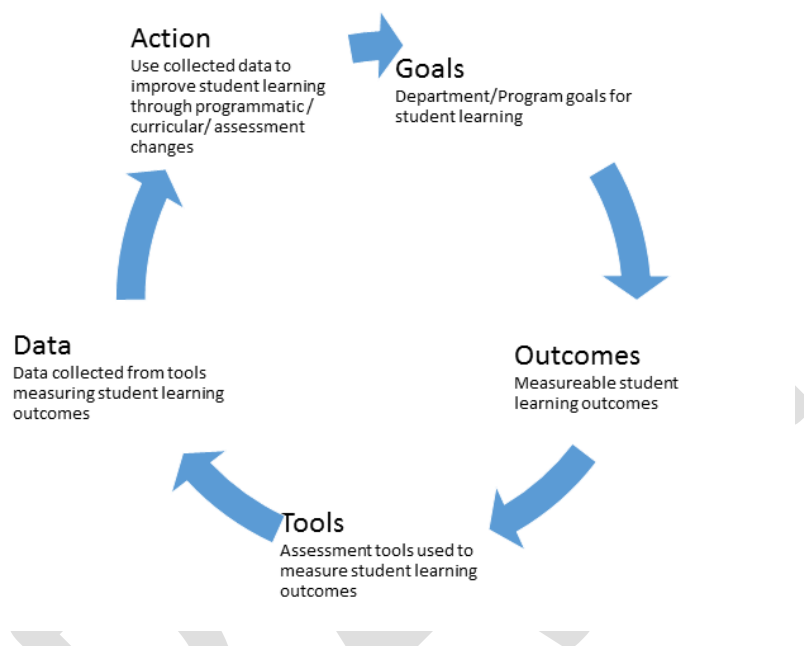 Action
Use collected data to
improve student learning
through programmatic/
curricular/ assessment
changes
Goals
Department/Program goals for
student learning
Outcomes
Measureable student
learning outcomes
Tools
Assessment tools used to
measure student learning
outcomes
Data
Data collected from tools
measuring student learning
outcomes